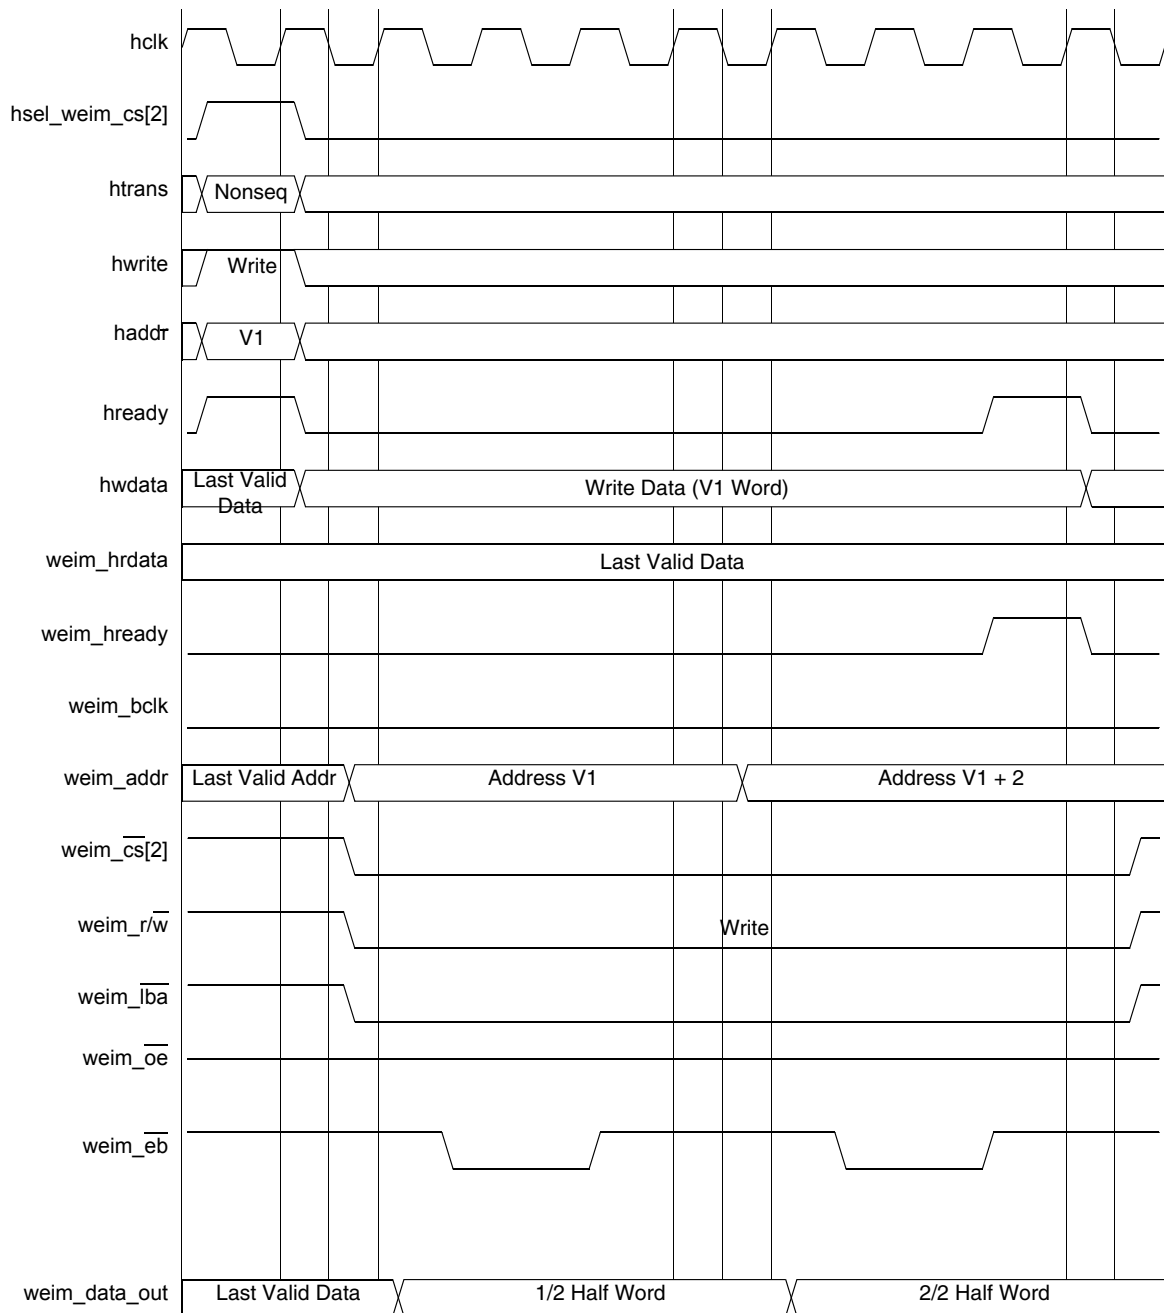 hclk
hsel_weim_cs[2]
htrans Nonseq
hwrite Write
haddr V1
hready
hwdata Last Valid Data Write Data (V1 Word)
weim_hrdata Last Valid Data
weim_hready
weim_bclk
weim_addr Last Valid Addr Address V1 Address V1 + 2
weim_cs[2]
weim_r/w Write
weim_lba
weim_oe
weim_eb
weim_data_out Last Valid Data 1/2 Half Word 2/2 Half Word